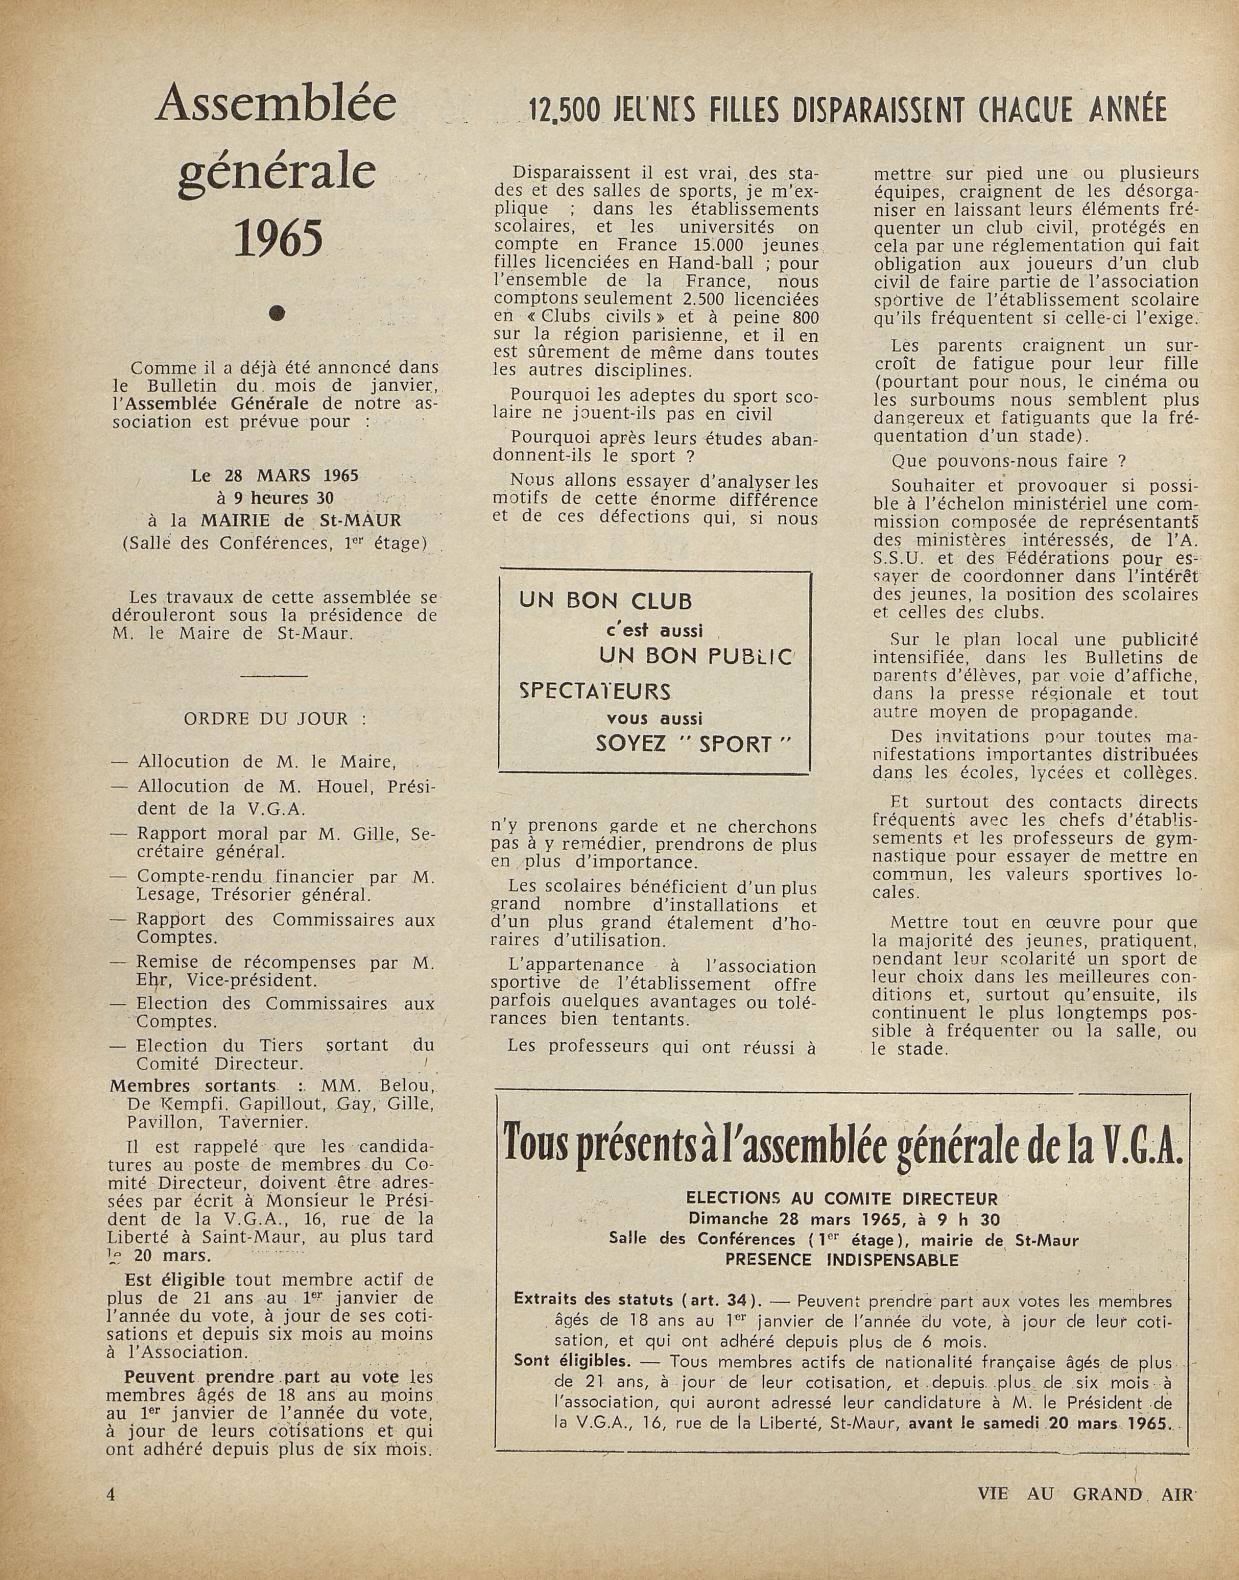 Assemblée
générale
1965
Comme il a déjà été annoncé dans
le Bulletin du mois de janvier,
l'Assemblée Générale de notre as-
sociation est prévue pour :
Le 28 MARS 1965
à 9 heures 30
à la MAIRIE de St-MAUR
(Salle des Conférences, 1er étage)
Les travaux de cette assemblée se
dérouleront sous la présidence de
M. le Maire de St-Maur.
ORDRE DU JOUR :
— Allocution de M. le Maire,
— Allocution de M. Houel, Prési-
dent de la V.G.A.
— Rapport moral par M. Gille, Se-
crétaire général.
— Compte-rendu financier par M.
Lesage, Trésorier général.
— Rapport des Commissaires aux
Comptes.
— Remise de récompenses par M.
Ehr, Vice-président.
— Election des Commissaires aux
Comptes.
— Election du Tiers sortant du
Comité Directeur.
Membres sortants : MM. Belou,
De Kempfi, Gapillout, Gay, Gille,
Pavillon, Tavernier.
Il est rappelé que les candida-
tures au poste de membres du Co-
mité Directeur, doivent être adres-
sées par écrit à Monsieur le Prési-
dent de la V.G.A., 16, rue de la
Liberté à Saint-Maur, au plus tard
le 20 mars.
Est éligible tout membre actif de
plus de 21 ans au 1er janvier de
l'année du vote, à jour de ses coti-
sations et depuis six mois au moins
à l'Association.
Peuvent prendre part au vote les
membres âgés de 18 ans au moins
au 1er janvier de l'année du vote,
à jour de leurs cotisations et qui
ont adhéré depuis plus de six mois.
12.500 JEUNES FILLES DISPARAISSENT CHAQUE ANNÉE
Disparaissent il est vrai, des sta-
des et des salles de sports, je m'ex-
plique ; dans les établissements
scolaires, et les universités on
compte en France 15.000 jeunes
filles licenciées en Hand-ball ; pour
l'ensemble de la France, nous
comptons seulement 2.500 licenciées
en « Clubs civils » et à peine 800
sur la région parisienne, et il en
est sûrement de même dans toutes
les autres disciplines.
Pourquoi les adeptes du sport sco-
laire ne jouent-ils pas en civil
Pourquoi après leurs études aban-
donnent-ils le sport ?
Nous allons essayer d'analyser les
motifs de cette énorme différence
et de ces défections qui, si nous
UN BON CLUB
c'est aussi
UN BON PUBLIC
SPECTATEURS
vous aussi
SOYEZ " SPORT "
n'y prenons garde et ne cherchons
pas à y remédier, prendrons de plus
en plus d'importance.
Les scolaires bénéficient d'un plus
grand nombre d'installations et
d'un plus grand étalement d'ho-
raires d'utilisation.
L'appartenance à l'association
sportive de l'établissement offre
parfois quelques avantages ou tolé-
rances bien tentants.
Les professeurs qui ont réussi à
mettre sur pied une ou plusieurs
équipes, craignent de les désorga-
niser en laissant leurs éléments fré-
quenter un club civil, protégés en
cela par une réglementation qui fait
obligation aux joueurs d'un club
civil de faire partie de l'association
sportive de l'établissement scolaire
qu'ils fréquentent si celle-ci l'exige.
Les parents craignent un sur-
croît de fatigue pour leur fille
(pourtant pour nous, le cinéma ou
les surboums nous semblent plus
dangereux et fatiguants que la fré-
quentation d'un stade).
Que pouvons-nous faire ?
Souhaiter et provoquer si possi-
ble à l'échelon ministériel une com-
mission composée de représentants
des ministères intéressés, de l'A.
S.S.U. et des Fédérations pour es-
sayer de coordonner dans l'intérêt
des jeunes, la position des scolaires
et celles des clubs.
Sur le plan local une publicité
intensifiée, dans les Bulletins de
parents d'élèves, par voie d'affiche,
dans la presse régionale et tout
autre moyen de propagande.
Des invitations pour toutes ma-
nifestations importantes distribuées
dans les écoles, lycées et collèges.
Et surtout des contacts directs
fréquents avec les chefs d'établis-
sements et les professeurs de gym-
nastique pour essayer de mettre en
commun, les valeurs sportives lo-
cales.
Mettre tout en œuvre pour que
la majorité des jeunes, pratiquent,
pendant leur scolarité un sport de
leur choix dans les meilleures con-
ditions et, surtout qu'ensuite, ils
continuent le plus longtemps pos-
sible à fréquenter ou la salle, ou
le stade.
Tous présents à l'assemblée générale de la V.G.A.
ELECTIONS AU COMITE DIRECTEUR
Dimanche 28 mars 1965, à 9 h 30
Salle des Conférences (1er étage), mairie de St-Maur
PRESENCE INDISPENSABLE
Extraits des statuts (art. 34). — Peuvent prendre part aux votes les membres
âgés de 18 ans au 1er janvier de l'année du vote, à jour de leur coti-
sation, et qui ont adhéré depuis plus de 6 mois.
Sont éligibles. — Tous membres actifs de nationalité française âgés de plus
de 21 ans, à jour de leur cotisation, et depuis plus de six mois à
l'association, qui auront adressé leur candidature à M. le Président de
la V.G.A., 16, rue de la Liberté, St-Maur, avant le samedi 20 mars 1965.
4
VIE AU GRAND AIR